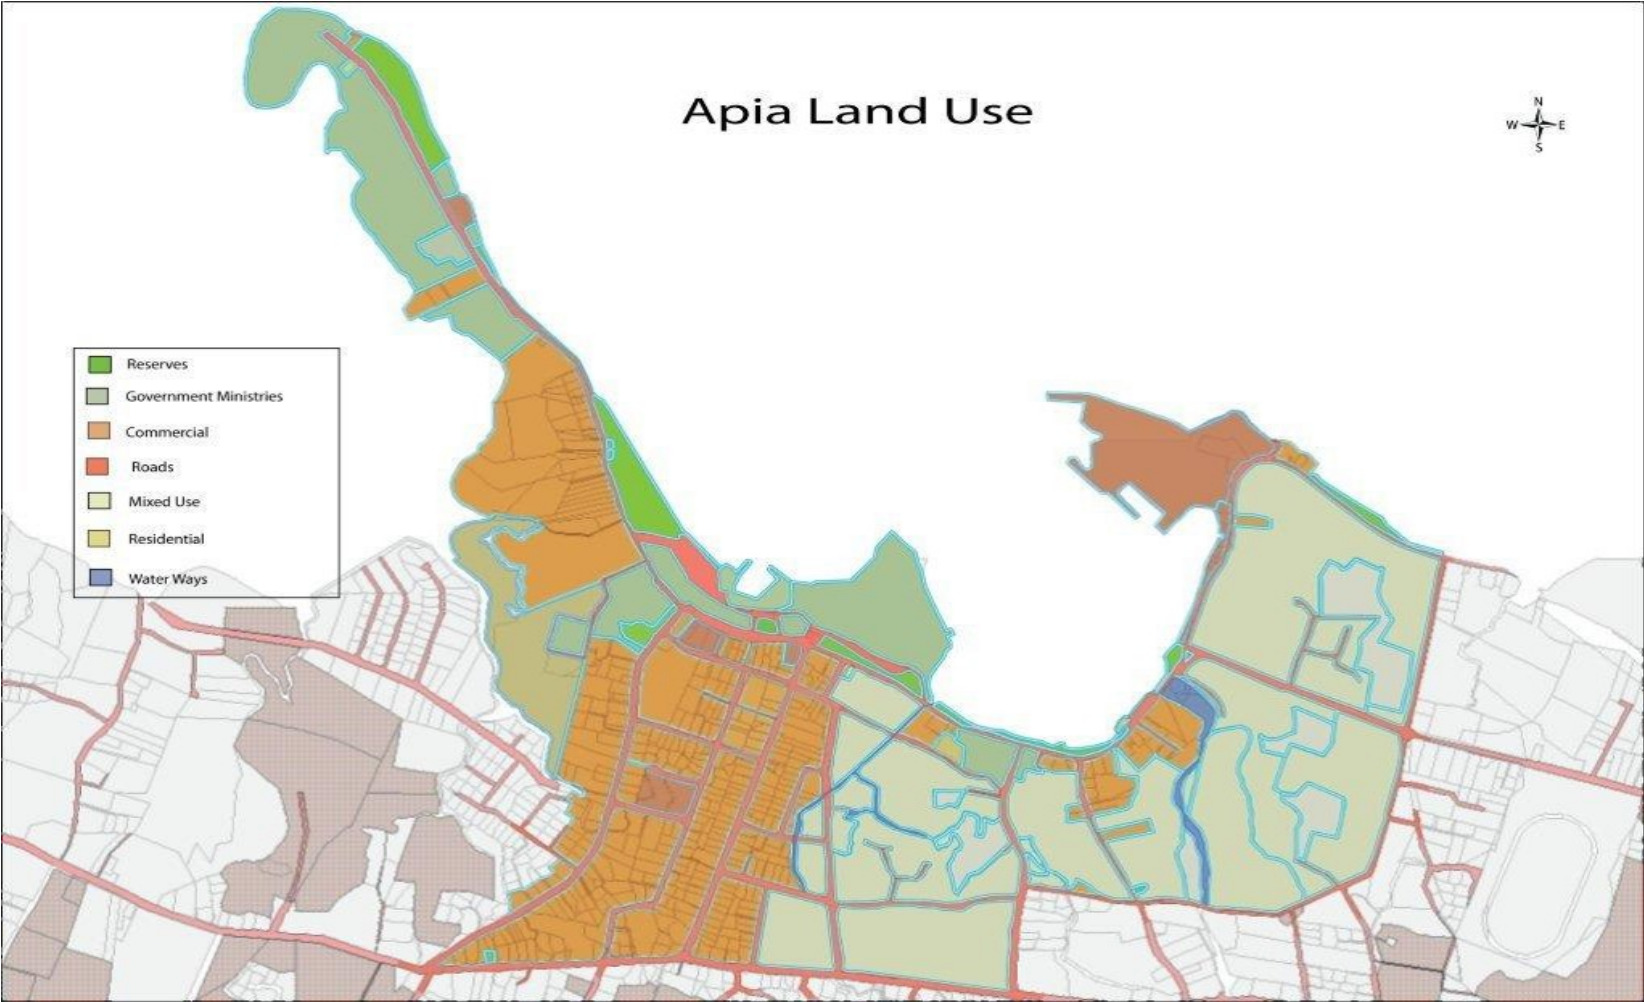 Apia Land Use
N
W E
S
Reserves
Government Ministries
Commercial
Roads
Mixed Use
Residential
Water Ways